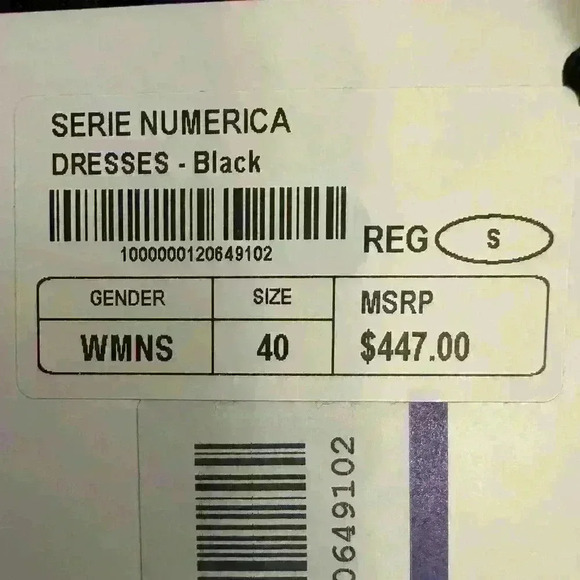 SERIE NUMERICA
DRESSES - Black
1000000120649102
REG S
GENDER SIZE MSRP
WMNS 40 $447.00
0649102